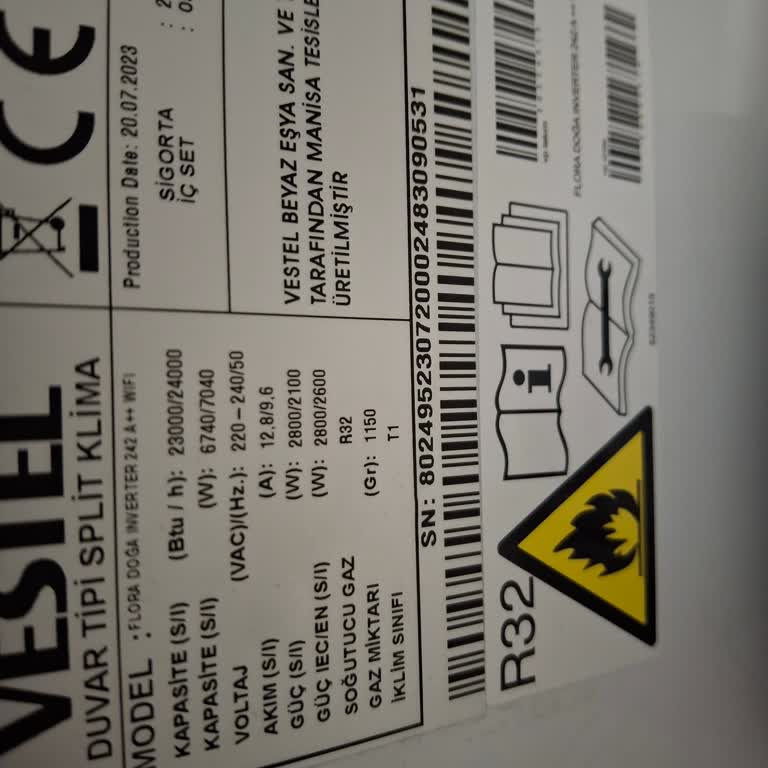 VESTEL
DUVAR TİPİ SPLIT KLİMA
MODEL : FLORA DOĞA INVERTER 242 A++ WIFI
KAPASİTE (S/I) (Btu / h): 23000/24000
KAPASİTE (S/I) (W): 6740/7040
VOLTAJ (VAC)/(Hz.): 220-240/50
AKIM (S/I) (A): 12,8/9,6
GÜÇ (S/I) (W): 2800/2100
GÜÇ IEC/EN (S/I) (W): 2800/2600
SOĞUTUCU GAZ R32
GAZ MİKTARI (Gr): 1150
İKLİM SINIFI T1
CE
Production Date: 20.07.2023
SİGORTA :
İÇ SET :
VESTEL BEYAZ EŞYA SAN. VE
TARAFINDAN MANİSA TESİSLE
ÜRETİLMİŞTİR
SN: 802495230720002483090531
R32
i
FLORA DOĞA INVERTER 242 A++